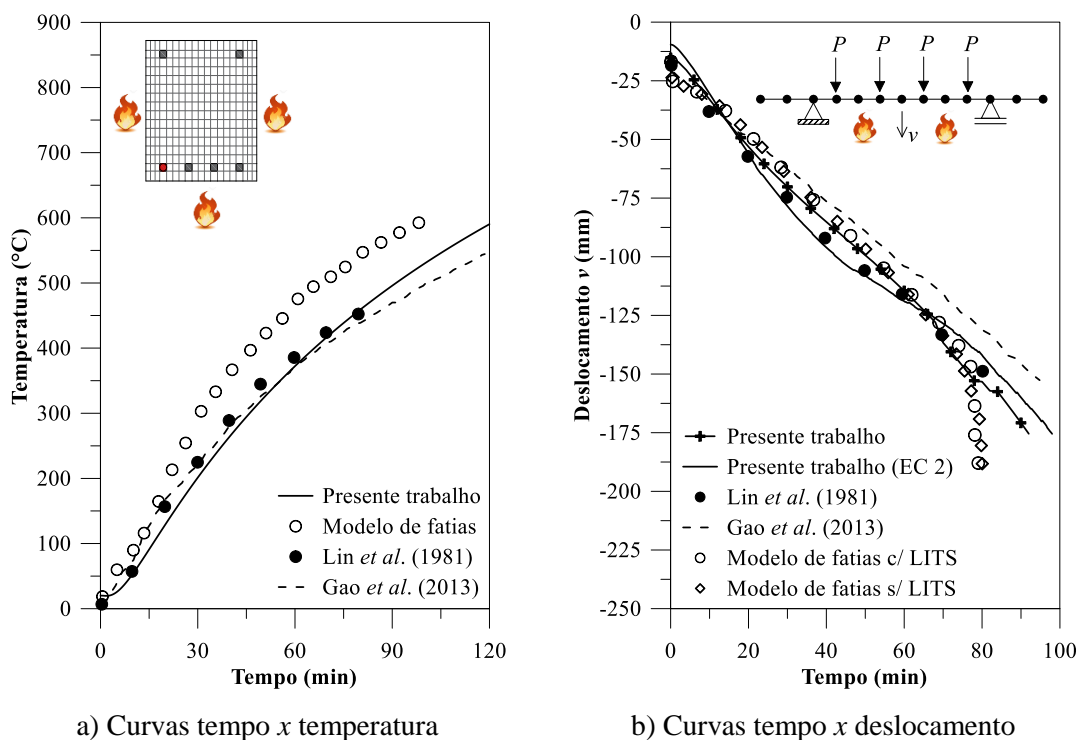 900
800
700
600
500
400
300
200
100
0
Temperatura (°C)
0 30 60 90 120
Tempo (min)
Presente trabalho
Modelo de fatias
Lin et al. (1981)
Gao et al. (2013)
a) Curvas tempo x temperatura
-0
-25
-50
-75
-100
-125
-150
-175
-200
-225
-250
Deslocamento v (mm)
P P P P
v
Presente trabalho
Presente trabalho (EC 2)
Lin et al. (1981)
Gao et al. (2013)
Modelo de fatias c/ LITS
Modelo de fatias s/ LITS
0 20 40 60 80 100
Tempo (min)
b) Curvas tempo x deslocamento